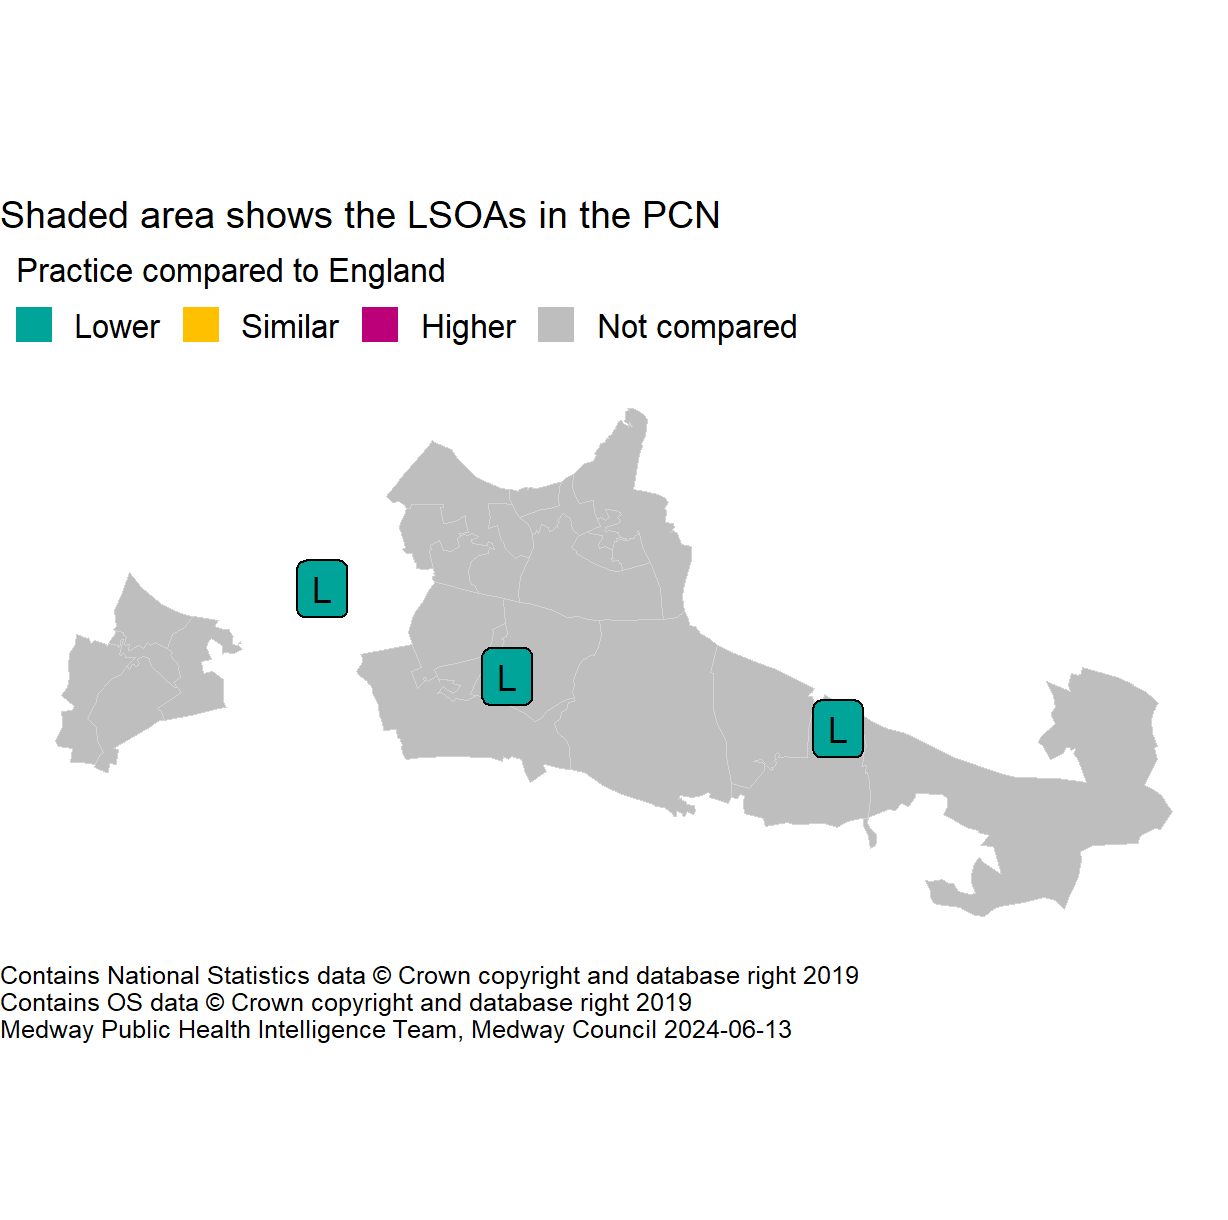 Shaded area shows the LSOAs in the PCN
Practice compared to England
Lower Similar Higher Not compared
L
L
L
Contains National Statistics data © Crown copyright and database right 2019
Contains OS data © Crown copyright and database right 2019
Medway Public Health Intelligence Team, Medway Council 2024-06-13